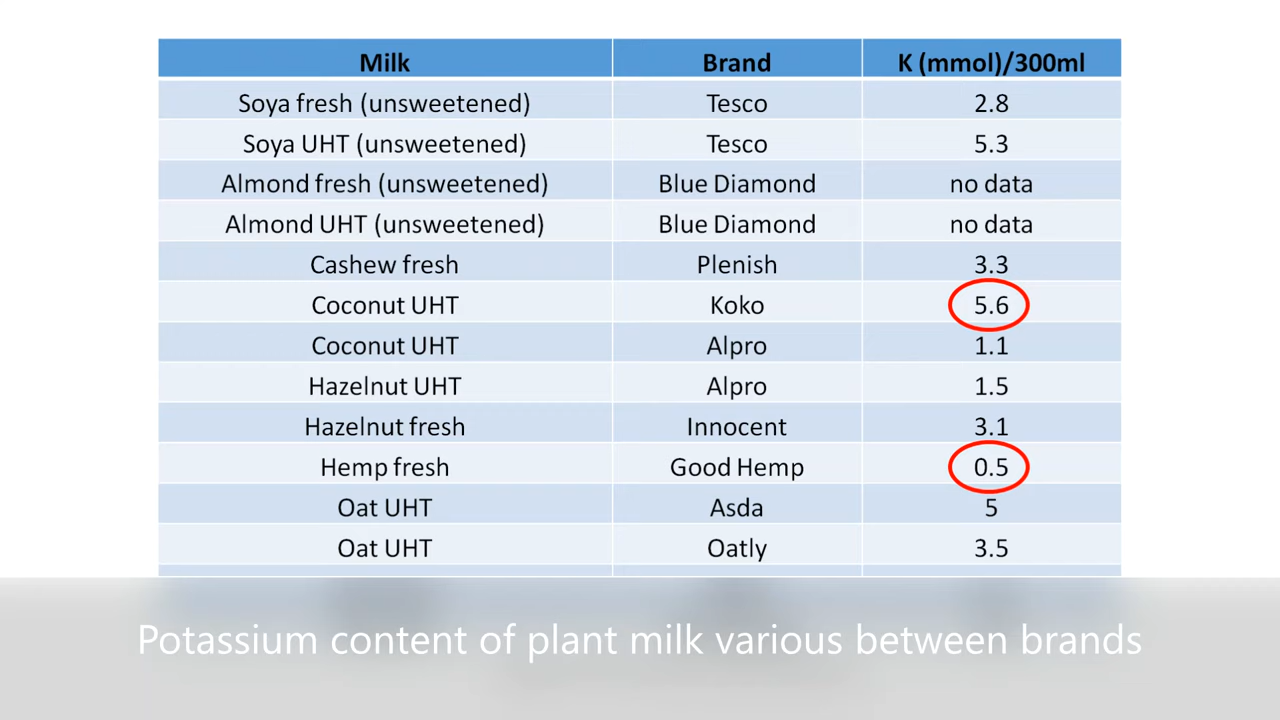 Milk Brand K (mmol)/300ml
Soya fresh (unsweetened) Tesco 2.8
Soya UHT (unsweetened) Tesco 5.3
Almond fresh (unsweetened) Blue Diamond no data
Almond UHT (unsweetened) Blue Diamond no data
Cashew fresh Plenish 3.3
Coconut UHT Koko 5.6
Coconut UHT Alpro 1.1
Hazelnut UHT Alpro 1.5
Hazelnut fresh Innocent 3.1
Hemp fresh Good Hemp 0.5
Oat UHT Asda 5
Oat UHT Oatly 3.5
Potassium content of plant milk various between brands